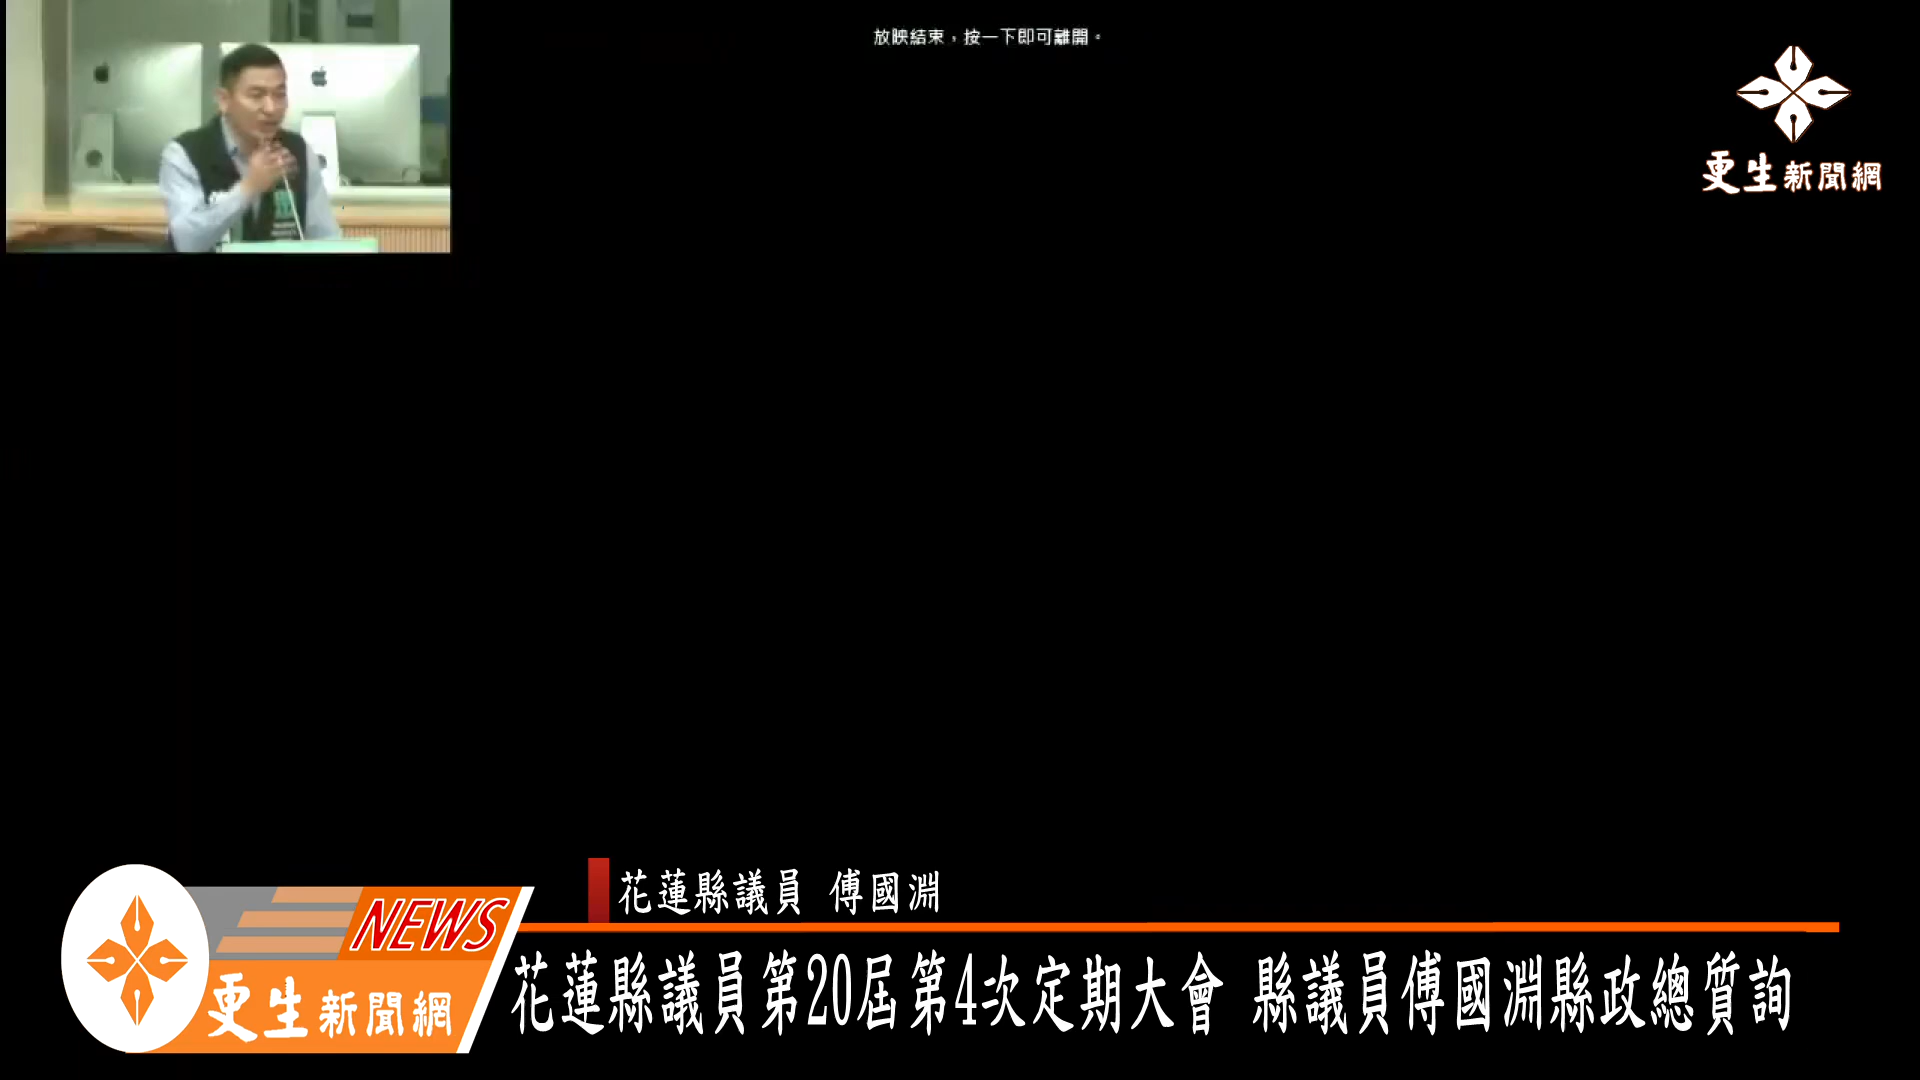 放映結束，按一下即可離開。
更生新聞網
花蓮縣議員 傅國淵
NEWS
更生新聞網
花蓮縣議員第20屆第4次定期大會 縣議員傅國淵縣政總質詢